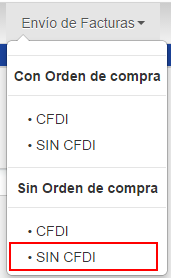 Envío de Facturas
Con Orden de compra
• CFDI
• SIN CFDI
Sin Orden de compra
• CFDI
• SIN CFDI